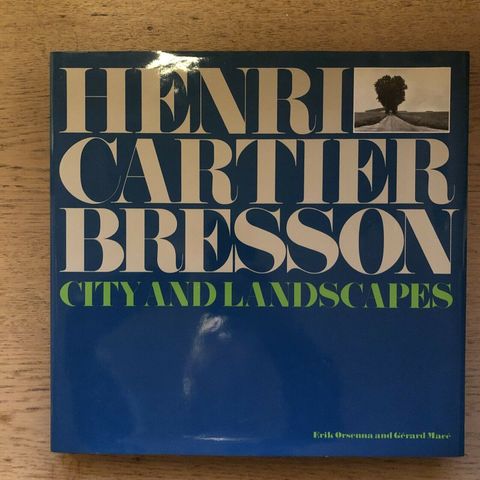 HENRI
CARTIER
BRESSON
CITY AND LANDSCAPES
Erik Orsenna and Gérard Macé